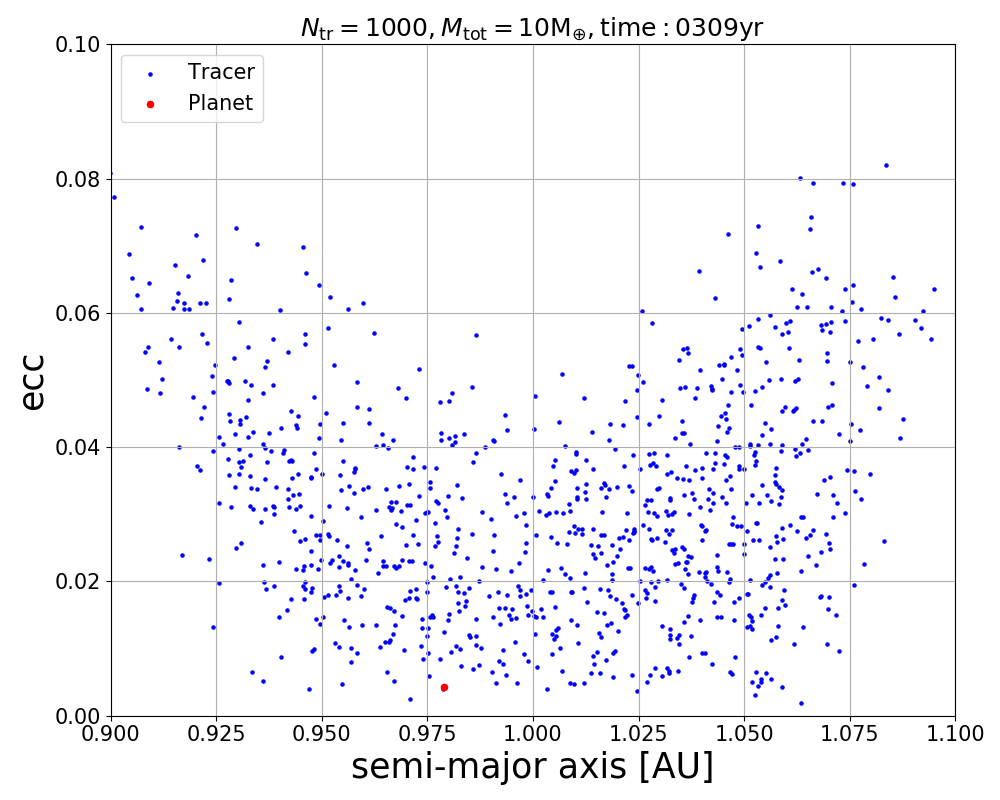 N_tr = 1000, M_tot = 10M_⊕, time : 0309yr
Tracer
Planet
ecc
0.10
0.08
0.06
0.04
0.02
0.00
0.900 0.925 0.950 0.975 1.000 1.025 1.050 1.075 1.100
semi-major axis [AU]